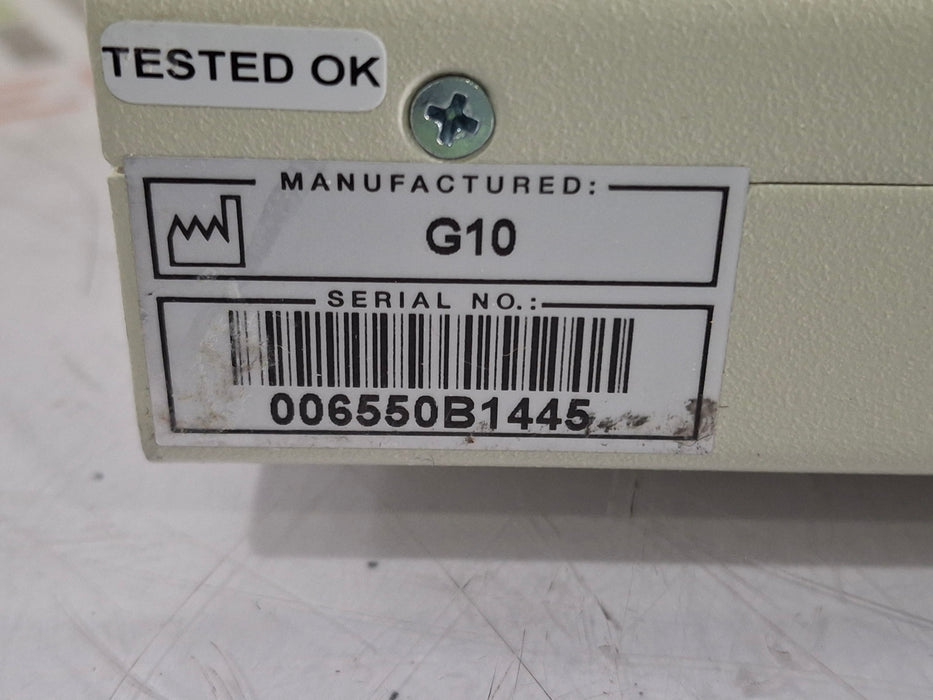 TESTED OK
MANUFACTURED:
G10
SERIAL NO.:
006550B1445